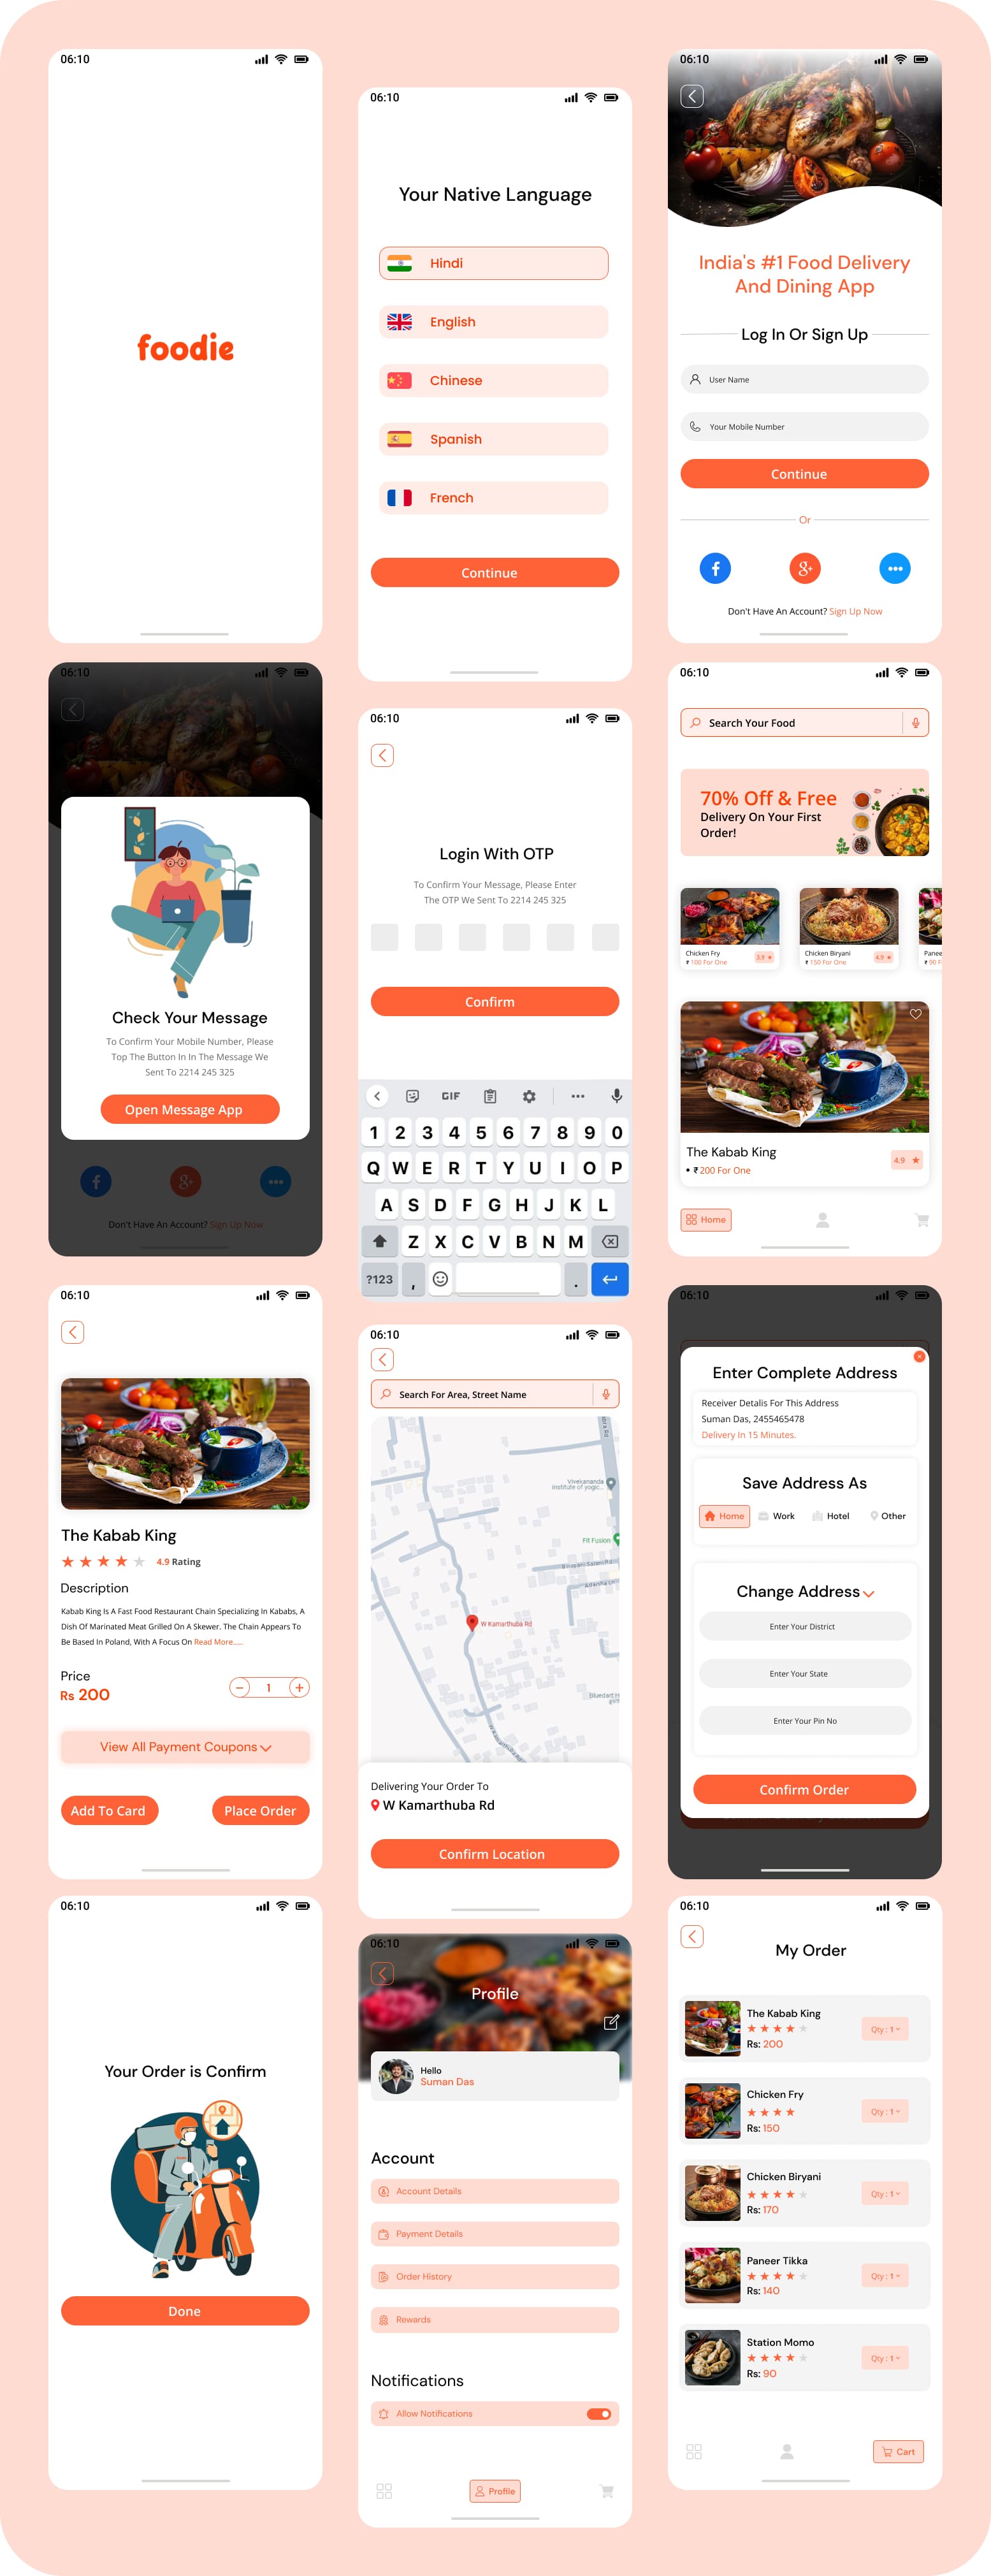 06:10
foodie
06:10
Your Native Language
Hindi
English
Chinese
Spanish
French
Continue
06:10
India's #1 Food Delivery
And Dining App
Log In Or Sign Up
User Name
Your Mobile Number
Continue
Or
Don't Have An Account? Sign Up Now
06:10
Check Your Message
To Confirm Your Mobile Number, Please
Top The Button In In The Message We
Sent To 2214 245 325
Open Message App
Don't Have An Account? Sign Up Now
06:10
Login With OTP
To Confirm Your Message, Please Enter
The OTP We Sent To 2214 245 325
Confirm
GIF
1 2 3 4 5 6 7 8 9 0
Q W E R T Y U I O P
A S D F G H J K L
Z X C V B N M
?123 , .
06:10
Search Your Food
70% Off & Free
Delivery On Your First
Order!
Chicken Fry
₹ 100 For One
3.9 ★
Chicken Biryani
₹ 150 For One
4.9 ★
Panee
₹ 90 F
The Kabab King
• ₹ 200 For One
4.9 ★
Home
06:10
The Kabab King
4.9 Rating
Description
Kabab King Is A Fast Food Restaurant Chain Specializing In Kababs, A
Dish Of Marinated Meat Grilled On A Skewer. The Chain Appears To
Be Based In Poland, With A Focus On Read More.....
Price
Rs 200
− 1 +
View All Payment Coupons
Add To Card
Place Order
06:10
Search For Area, Street Name
Vivekananda
institute of yogic...
Fit Fusion
W Kamarthuba Rd
Bluedart H
W Kamarthuba Rd
Delivering Your Order To
W Kamarthuba Rd
Confirm Location
06:10
Enter Complete Address
Receiver Detalis For This Address
Suman Das, 2455465478
Delivery In 15 Minutes.
Save Address As
Home
Work
Hotel
Other
Change Address
Enter Your District
Enter Your State
Enter Your Pin No
Confirm Order
06:10
Your Order is Confirm
Done
06:10
Profile
Hello
Suman Das
Account
Account Details
Payment Details
Order History
Rewards
Notifications
Allow Notifications
Profile
06:10
My Order
The Kabab King
Rs: 200
Qty : 1
Chicken Fry
Rs: 150
Qty : 1
Chicken Biryani
Rs: 170
Qty : 1
Paneer Tikka
Rs: 140
Qty : 1
Station Momo
Rs: 90
Qty : 1
Cart